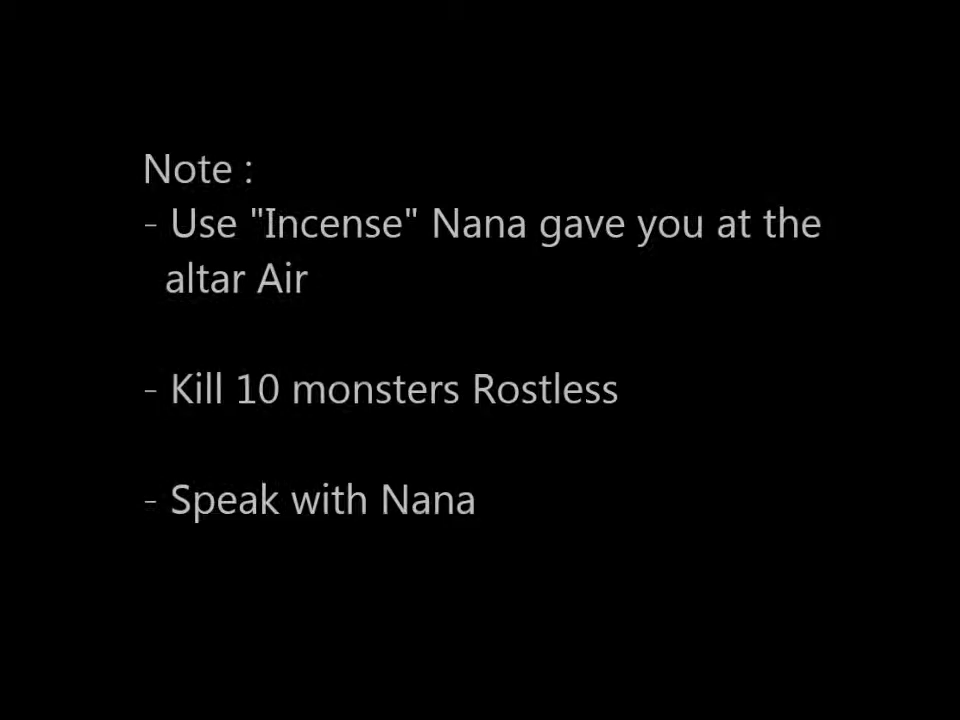 Note :
- Use "Incense" Nana gave you at the
altar Air
- Kill 10 monsters Rostless
- Speak with Nana